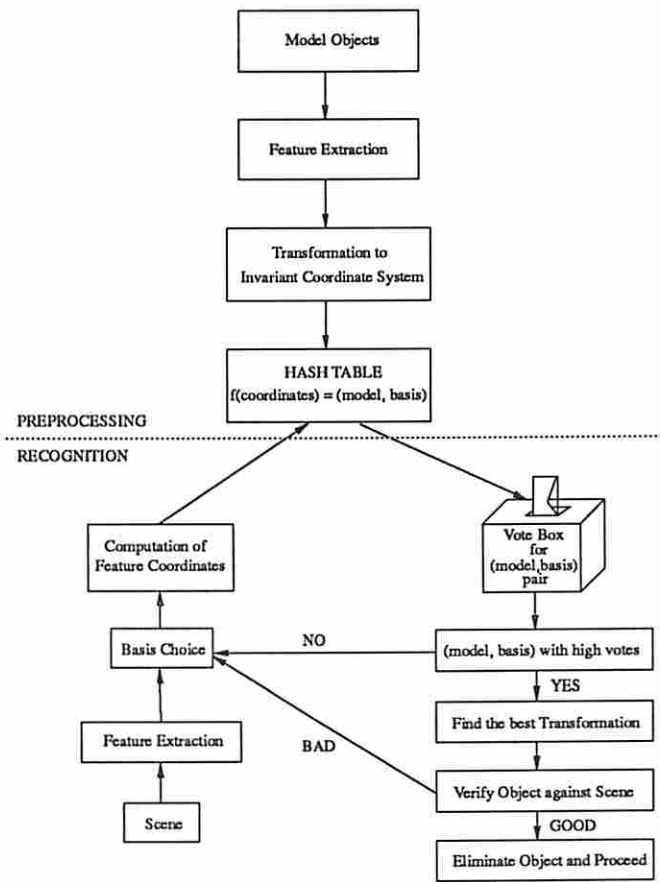 Model Objects
Feature Extraction
Transformation to
Invariant Coordinate System
HASH TABLE
f(coordinates) = (model, basis)
PREPROCESSING
RECOGNITION
Computation of
Feature Coordinates
Vote Box
for
(model,basis)
pair
Basis Choice
NO
(model, basis) with high votes
YES
Feature Extraction
BAD
Find the best Transformation
Scene
Verify Object against Scene
GOOD
Eliminate Object and Proceed